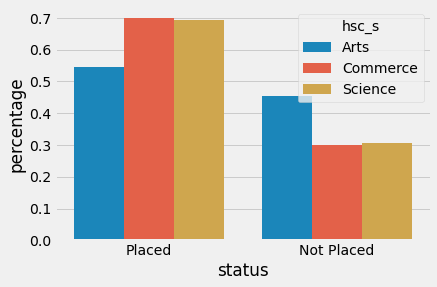 hsc_s
Arts
Commerce
Science
percentage
0.7
0.6
0.5
0.4
0.3
0.2
0.1
0.0
Placed
Not Placed
status